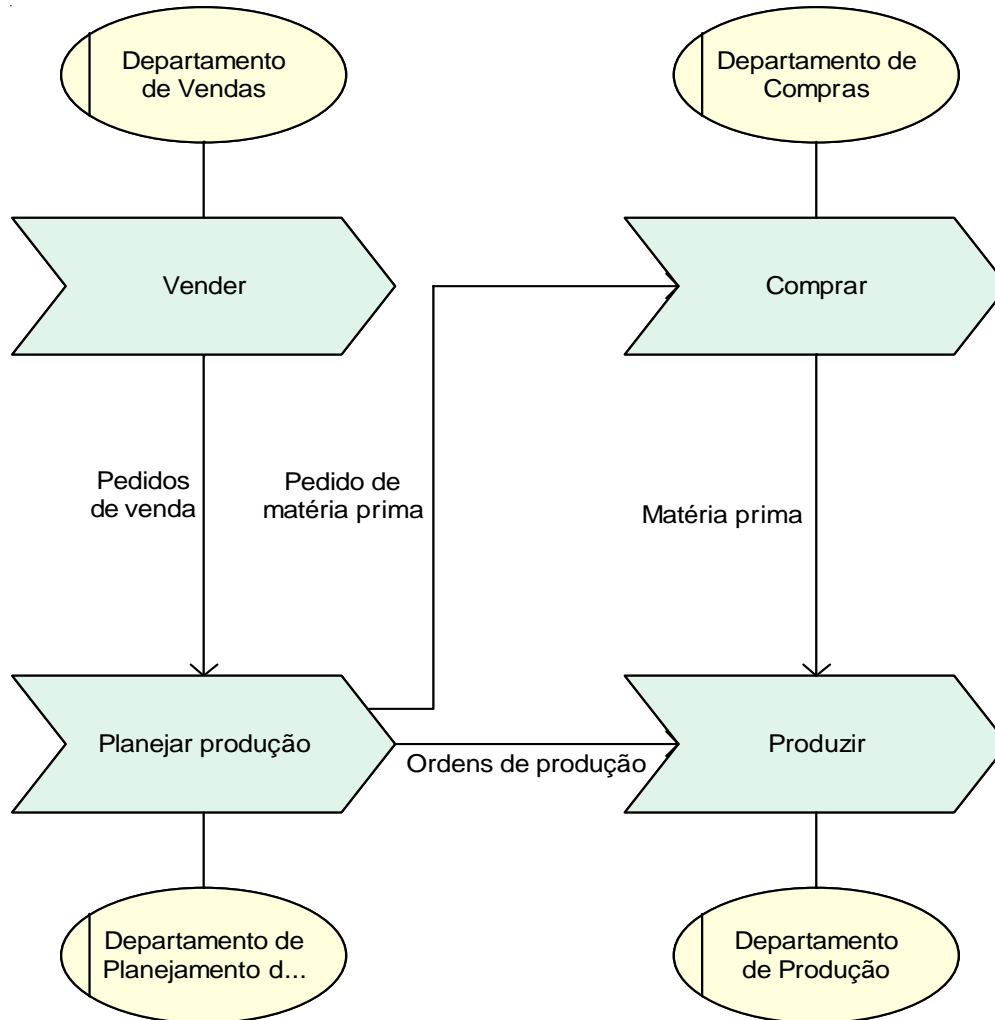 Departamento
de Vendas
Departamento de
Compras
Vender
Comprar
Pedidos
de venda
Pedido de
matéria prima
Matéria prima
Planejar produção
Ordens de produção
Produzir
Departamento de
Planejamento d...
Departamento
de Produção